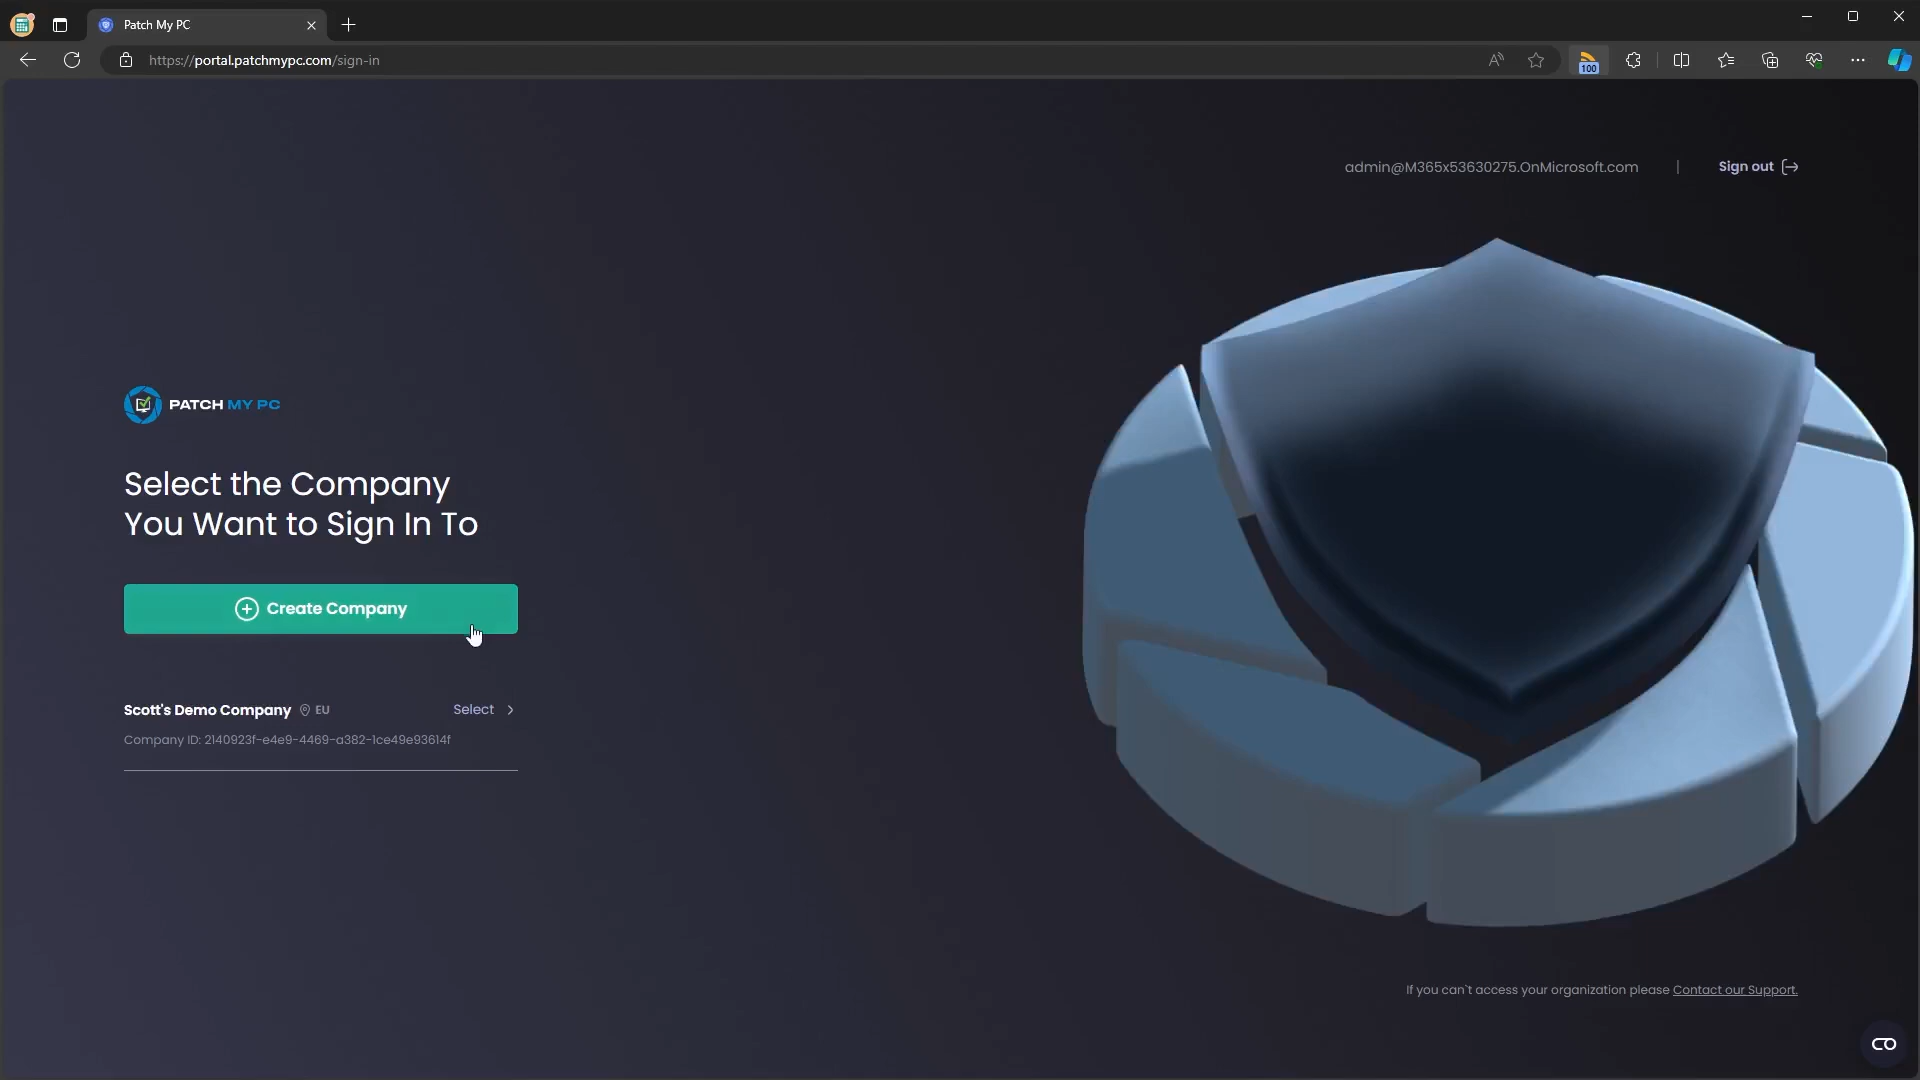 Patch My PC
https://portal.patchmypc.com/sign-in
100
admin@M365x53630275.OnMicrosoft.com | Sign out
PATCH MY PC
Select the Company
You Want to Sign In To
Create Company
Scott's Demo Company EU Select
Company ID: 2140923f-e4e9-4469-a382-1ce49e93614f
If you can`t access your organization please Contact our Support.